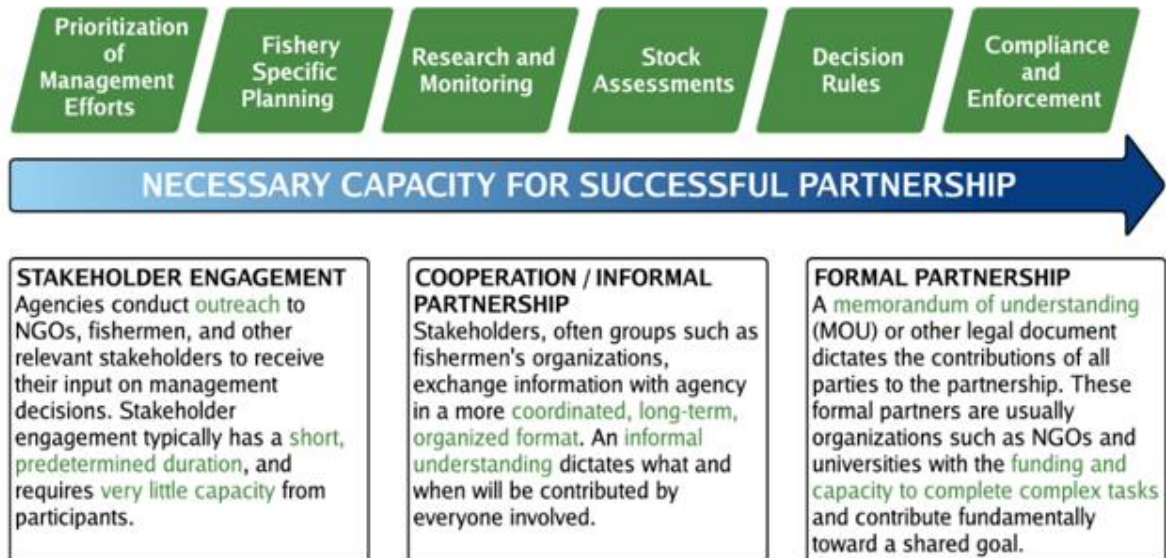 Prioritization
of
Management
Efforts
Fishery
Specific
Planning
Research and
Monitoring
Stock
Assessments
Decision
Rules
Compliance
and
Enforcement
NECESSARY CAPACITY FOR SUCCESSFUL PARTNERSHIP
STAKEHOLDER ENGAGEMENT
Agencies conduct outreach to
NGOs, fishermen, and other
relevant stakeholders to receive
their input on management
decisions. Stakeholder
engagement typically has a short,
predetermined duration, and
requires very little capacity from
participants.
COOPERATION / INFORMAL
PARTNERSHIP
Stakeholders, often groups such as
fishermen's organizations,
exchange information with agency
in a more coordinated, long-term,
organized format. An informal
understanding dictates what and
when will be contributed by
everyone involved.
FORMAL PARTNERSHIP
A memorandum of understanding
(MOU) or other legal document
dictates the contributions of all
parties to the partnership. These
formal partners are usually
organizations such as NGOs and
universities with the funding and
capacity to complete complex tasks
and contribute fundamentally
toward a shared goal.